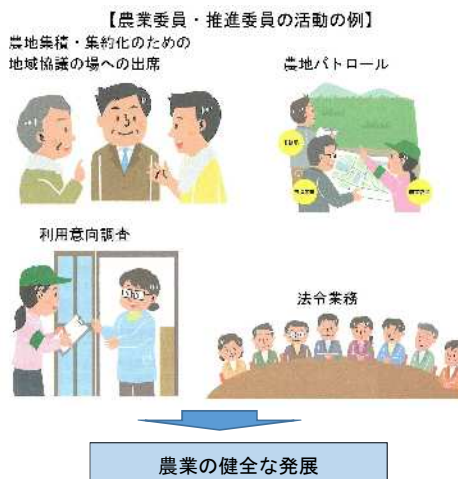 【農業委員・推進委員の活動の例】
農地集積・集約化のための
地域協議の場への出席
農地パトロール
利用意向調査
法令業務
農業の健全な発展